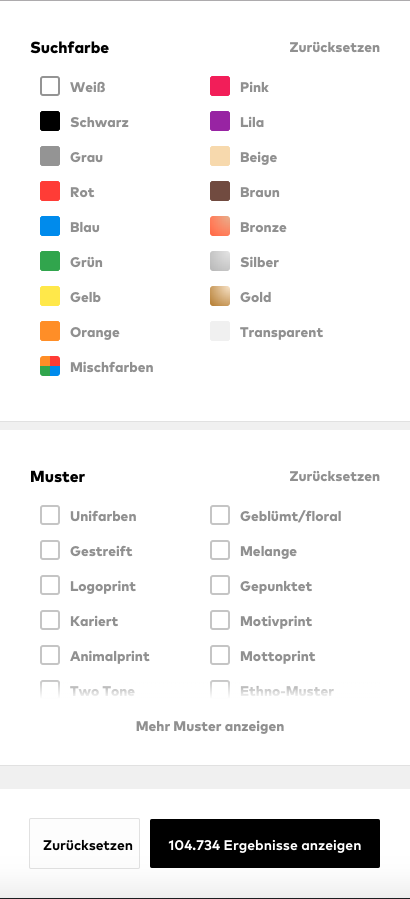 Suchfarbe Zurücksetzen
Weiß Pink
Schwarz Lila
Grau Beige
Rot Braun
Blau Bronze
Grün Silber
Gelb Gold
Orange Transparent
Mischfarben
Muster Zurücksetzen
Unifarben Geblümt/floral
Gestreift Melange
Logoprint Gepunktet
Kariert Motivprint
Animalprint Mottoprint
Two Tone Ethno-Muster
Mehr Muster anzeigen
Zurücksetzen 104.734 Ergebnisse anzeigen